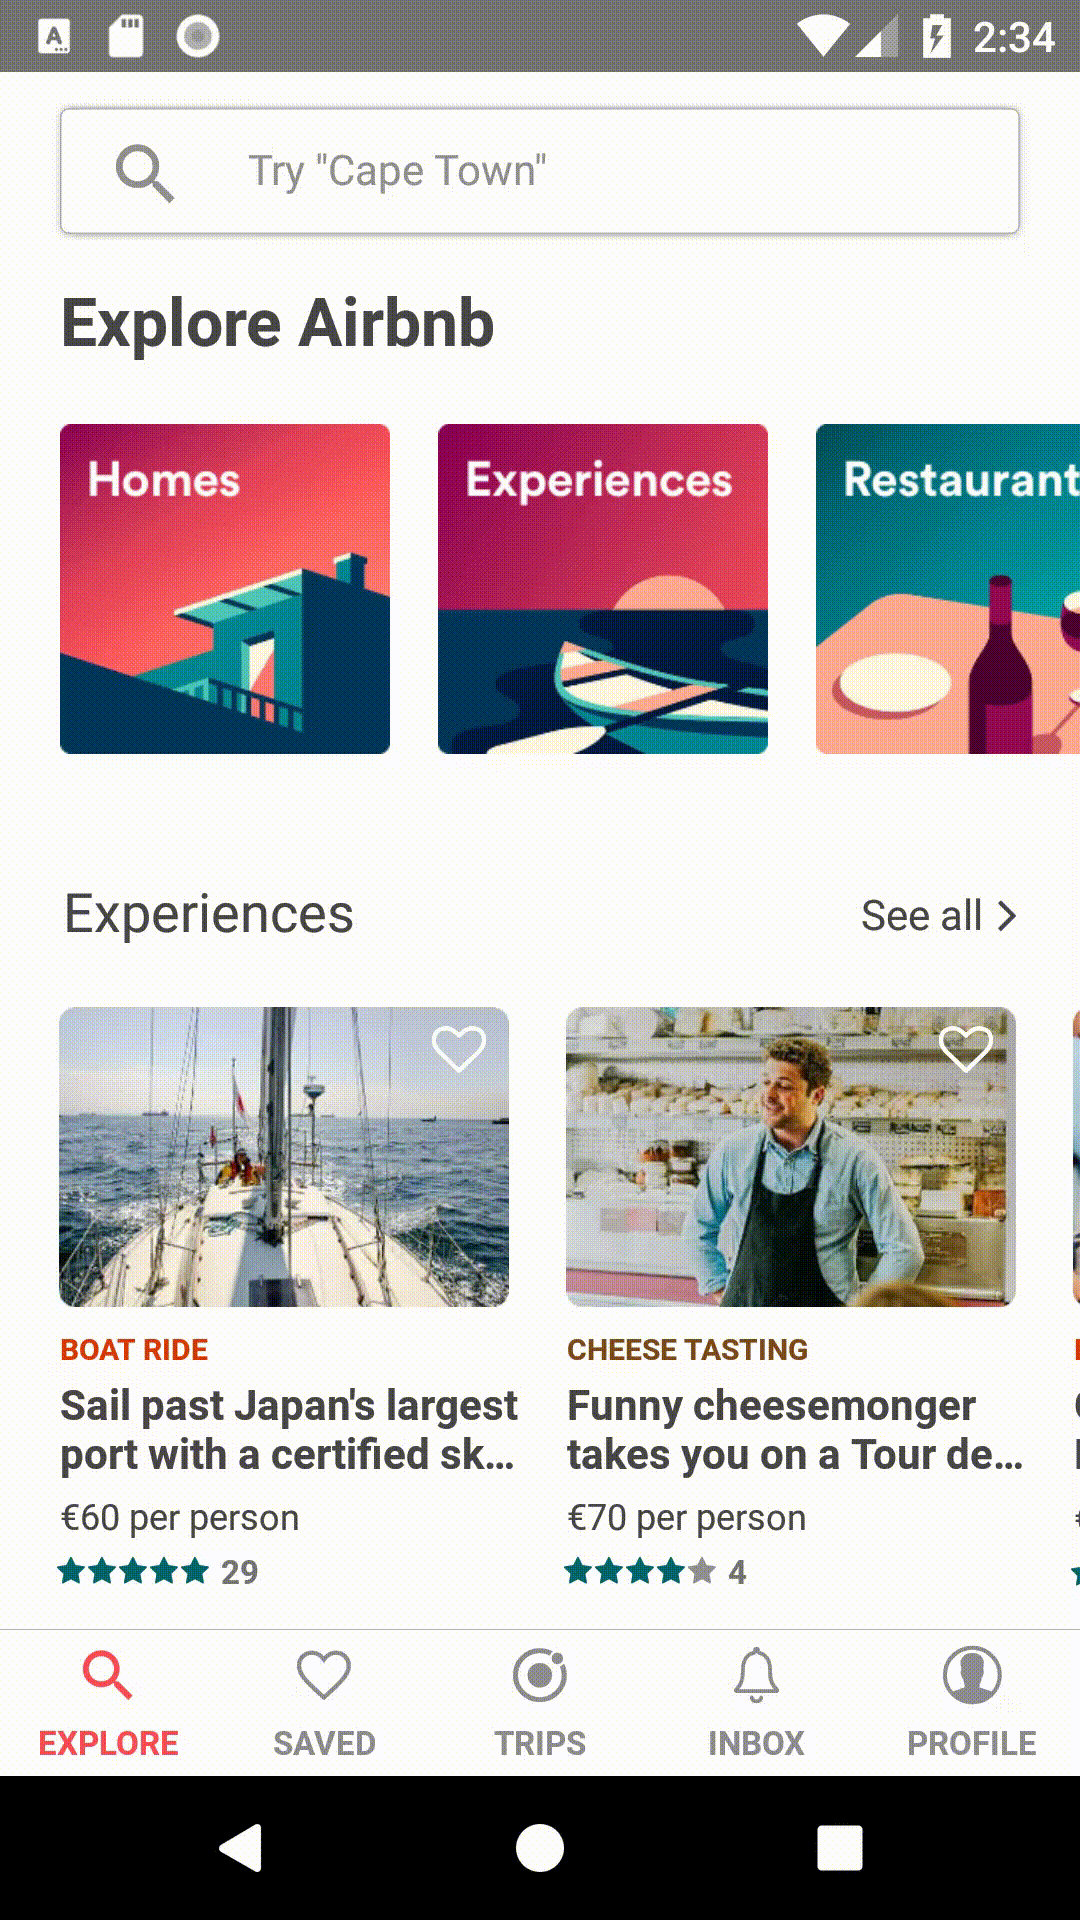 2:34
Try "Cape Town"
Explore Airbnb
Homes
Experiences
Restaurant
Experiences
See all
BOAT RIDE
CHEESE TASTING
Sail past Japan's largest
port with a certified sk...
Funny cheesemonger
takes you on a Tour de...
€60 per person
€70 per person
29
4
EXPLORE
SAVED
TRIPS
INBOX
PROFILE